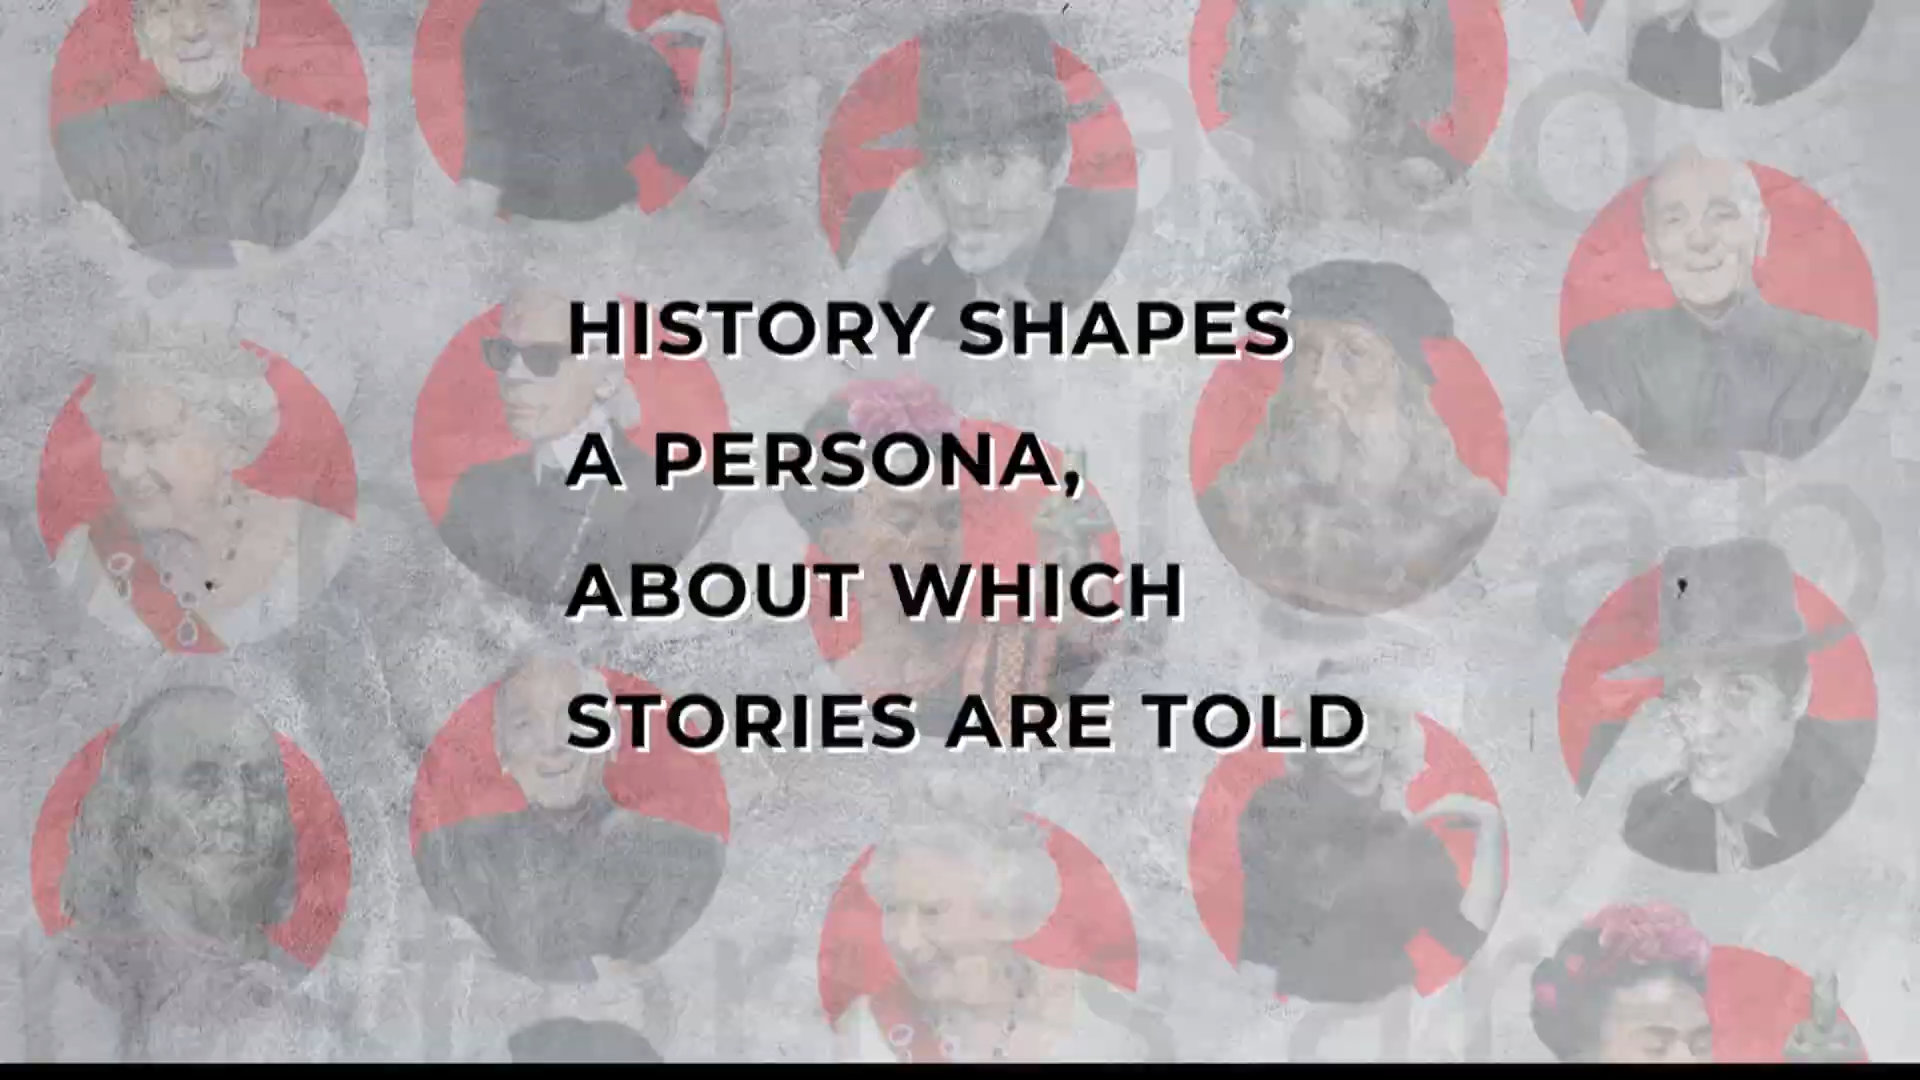 HISTORY SHAPES
A PERSONA,
ABOUT WHICH
STORIES ARE TOLD